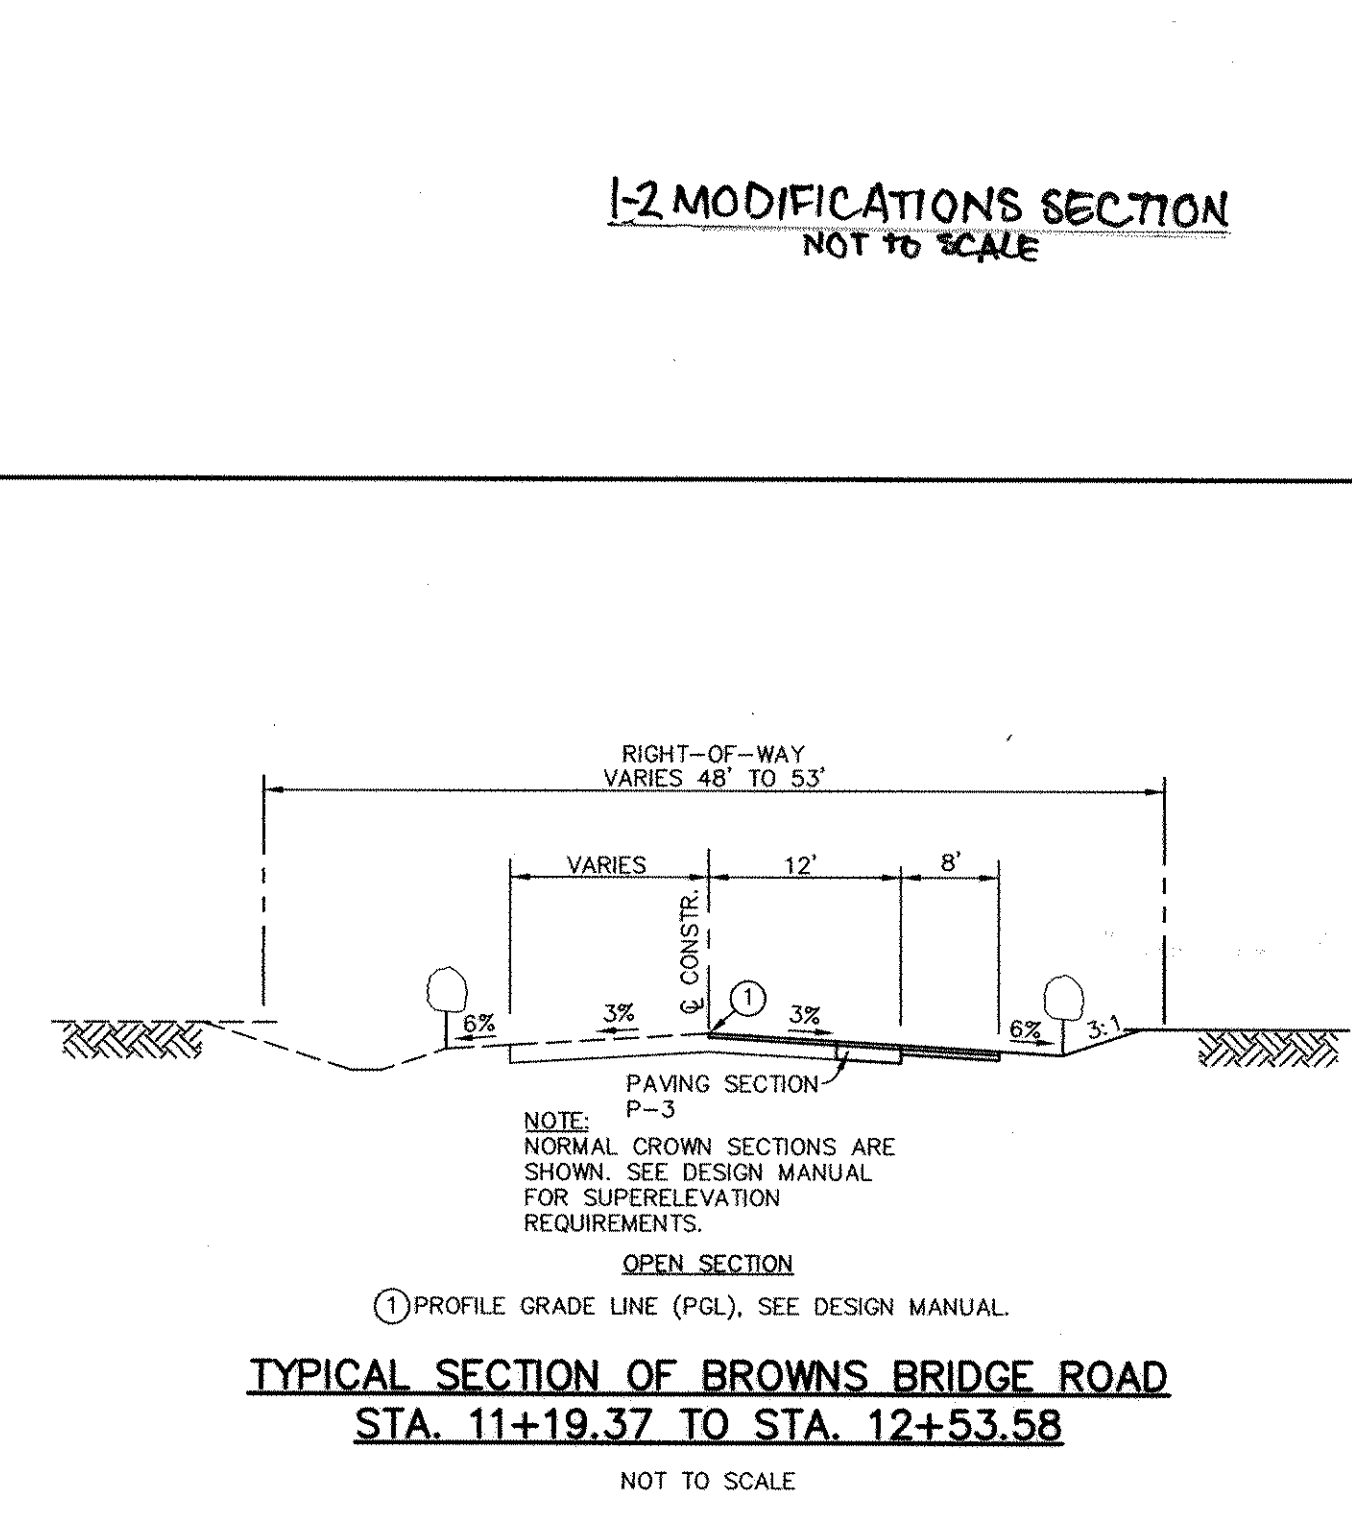 1-2 MODIFICATIONS SECTION
NOT to SCALE
RIGHT-OF-WAY
VARIES 48' TO 53'
VARIES
12'
8'
℄ CONSTR.
1
6%
3%
3%
6%
3:1
PAVING SECTION
P-3
NOTE:
NORMAL CROWN SECTIONS ARE
SHOWN. SEE DESIGN MANUAL
FOR SUPERELEVATION
REQUIREMENTS.
OPEN SECTION
1 PROFILE GRADE LINE (PGL), SEE DESIGN MANUAL.
TYPICAL SECTION OF BROWNS BRIDGE ROAD
STA. 11+19.37 TO STA. 12+53.58
NOT TO SCALE